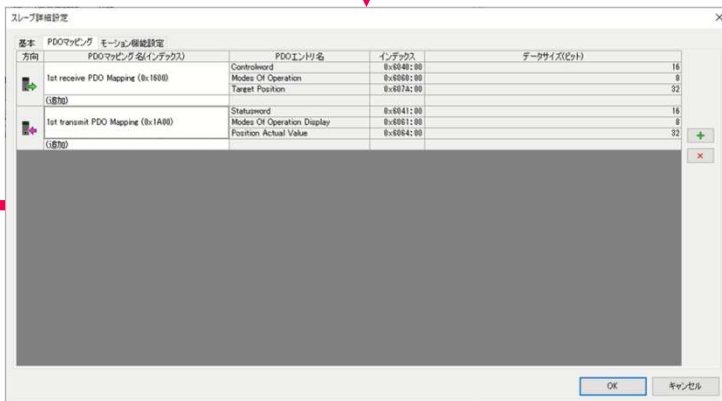 スレーブ詳細設定
基本 PDOマッピング モーション機能設定
方向 PDOマッピング名(インデックス) PDOエントリ名 インデックス データサイズ(ビット)
1st receive PDO Mapping (0x1600)
Controlword 0x6040:00 16
Modes Of Operation 0x6060:00 8
Target Position 0x607A:00 32
(追加)
1st transmit PDO Mapping (0x1A00)
Statusword 0x6041:00 16
Modes Of Operation Display 0x6061:00 8
Position Actual Value 0x6064:00 32
(追加)
OK キャンセル